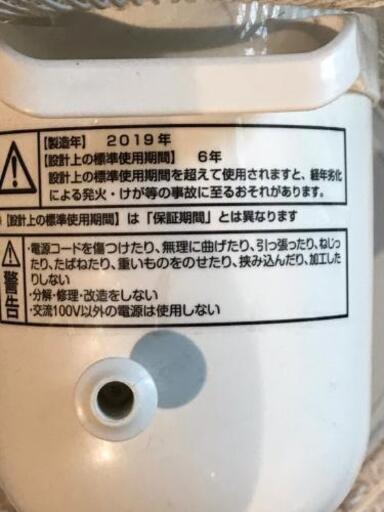 【製造年】 2019年
【設計上の標準使用期間】 6年
設計上の標準使用期間を超えて使用されますと、経年劣化
による発火・けが等の事故に至るおそれがあります。
【設計上の標準使用期間】は「保証期間」とは異なります
警告
・電源コードを傷つけたり、無理に曲げたり、引っ張ったり、ねじっ
たり、たばねたり、重いものをのせたり、挟み込んだり、加工した
りしない
・分解・修理・改造をしない
・交流100V以外の電源は使用しない